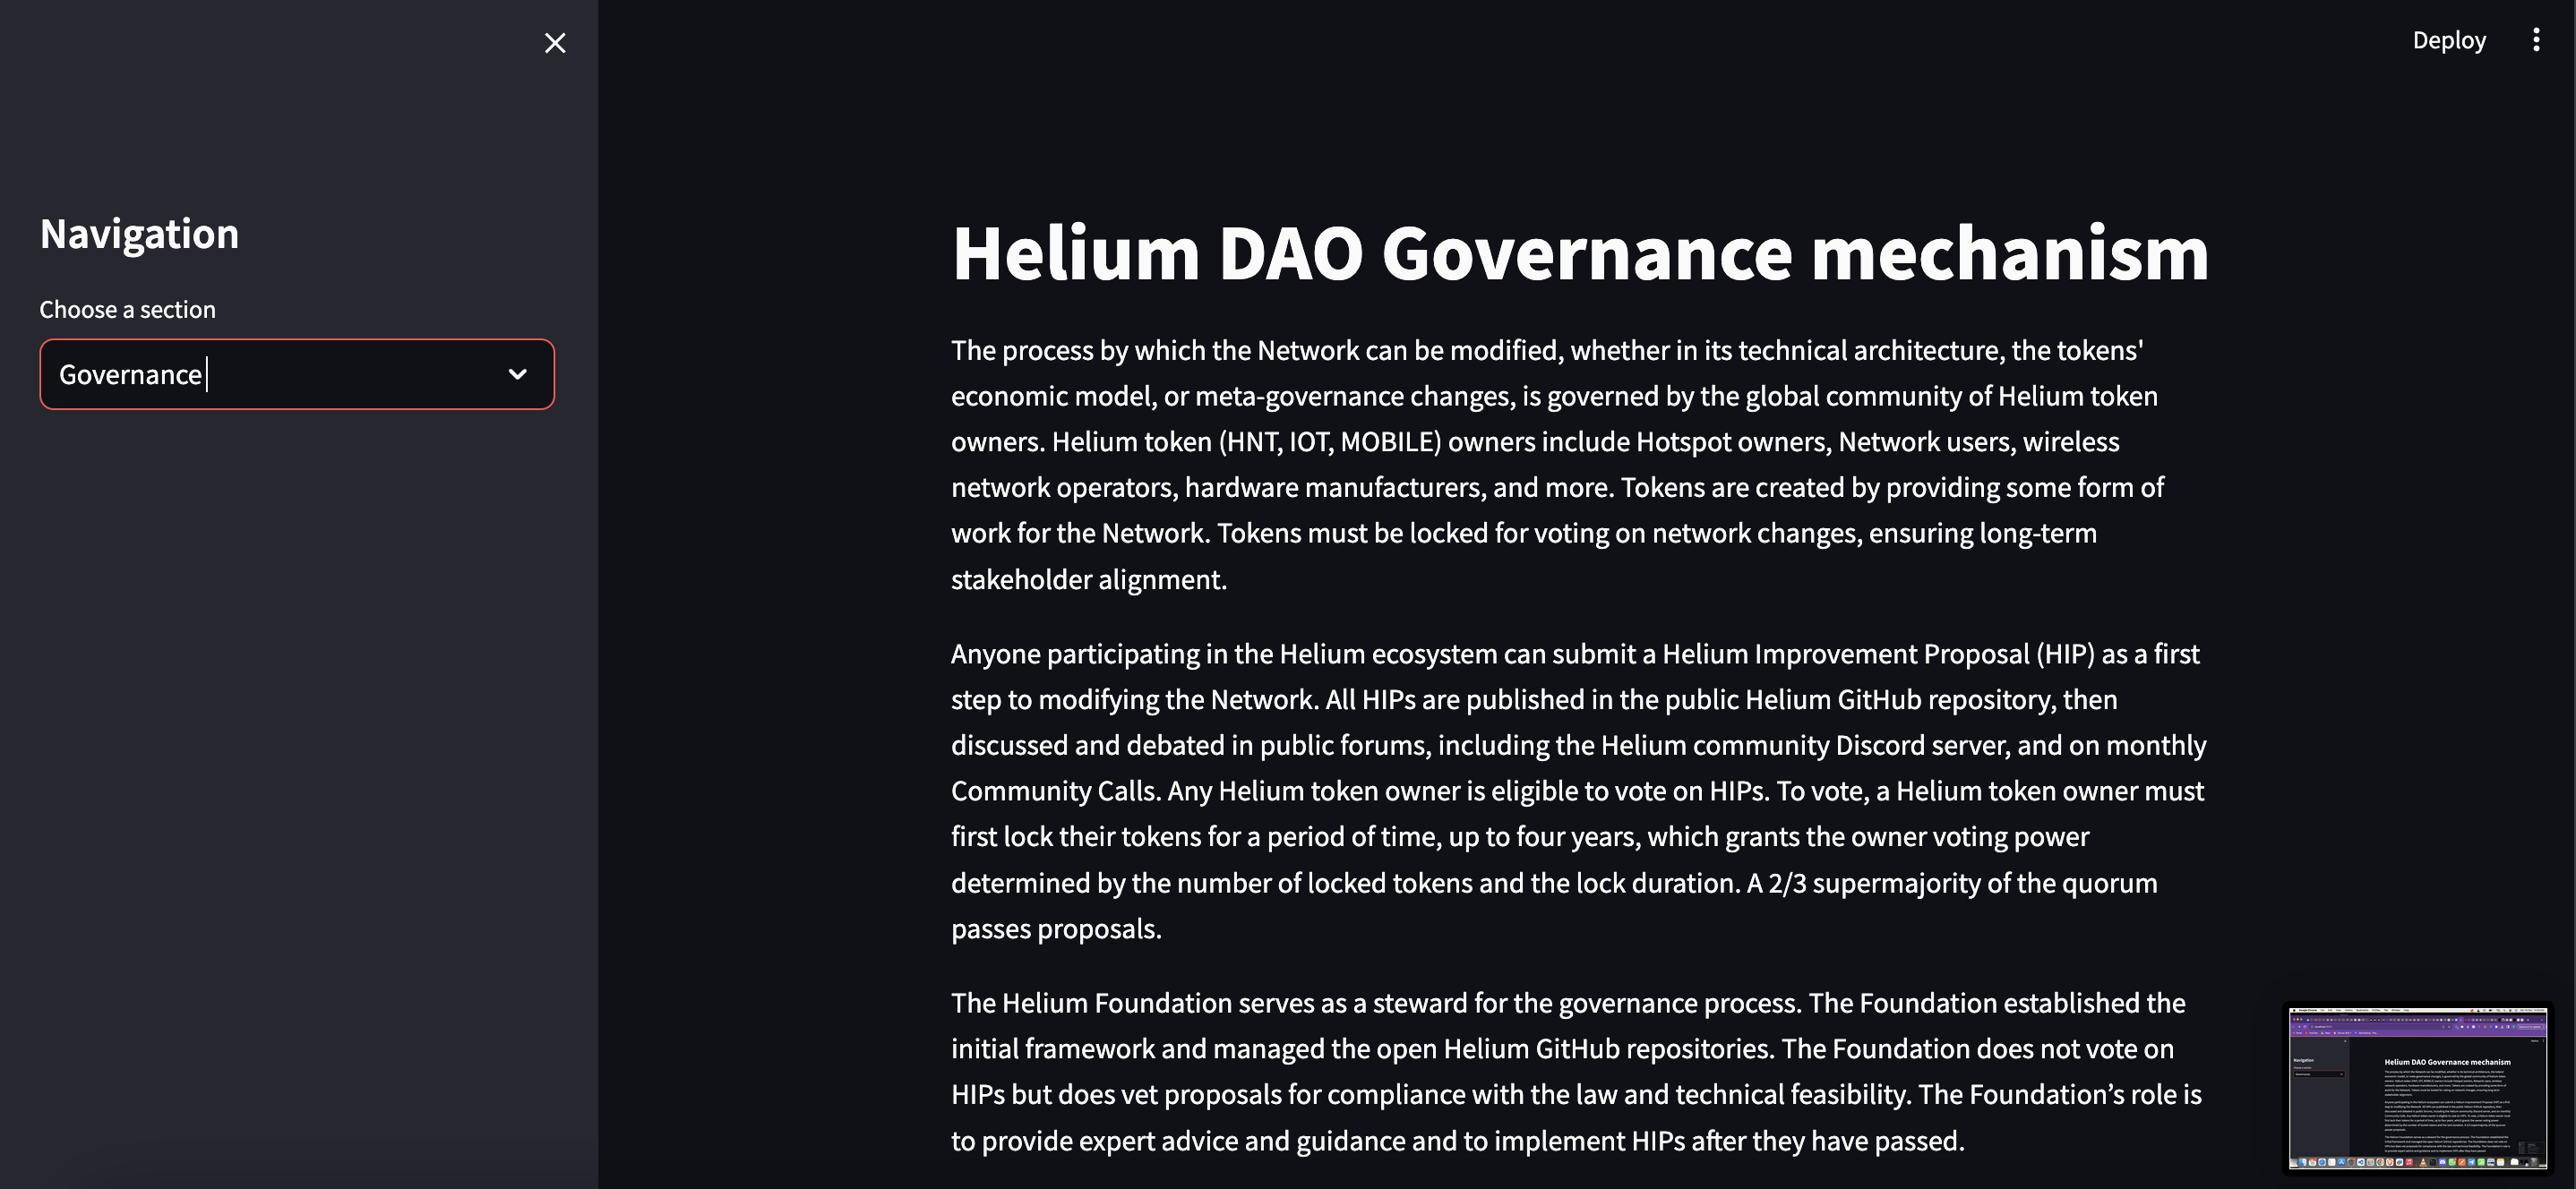 Deploy
Navigation
Choose a section
Governance
Helium DAO Governance mechanism
The process by which the Network can be modified, whether in its technical architecture, the tokens'
economic model, or meta-governance changes, is governed by the global community of Helium token
owners. Helium token (HNT, IOT, MOBILE) owners include Hotspot owners, Network users, wireless
network operators, hardware manufacturers, and more. Tokens are created by providing some form of
work for the Network. Tokens must be locked for voting on network changes, ensuring long-term
stakeholder alignment.
Anyone participating in the Helium ecosystem can submit a Helium Improvement Proposal (HIP) as a first
step to modifying the Network. All HIPs are published in the public Helium GitHub repository, then
discussed and debated in public forums, including the Helium community Discord server, and on monthly
Community Calls. Any Helium token owner is eligible to vote on HIPs. To vote, a Helium token owner must
first lock their tokens for a period of time, up to four years, which grants the owner voting power
determined by the number of locked tokens and the lock duration. A 2/3 supermajority of the quorum
passes proposals.
The Helium Foundation serves as a steward for the governance process. The Foundation established the
initial framework and managed the open Helium GitHub repositories. The Foundation does not vote on
HIPs but does vet proposals for compliance with the law and technical feasibility. The Foundation’s role is
to provide expert advice and guidance and to implement HIPs after they have passed.
Helium DAO Governance mechanism